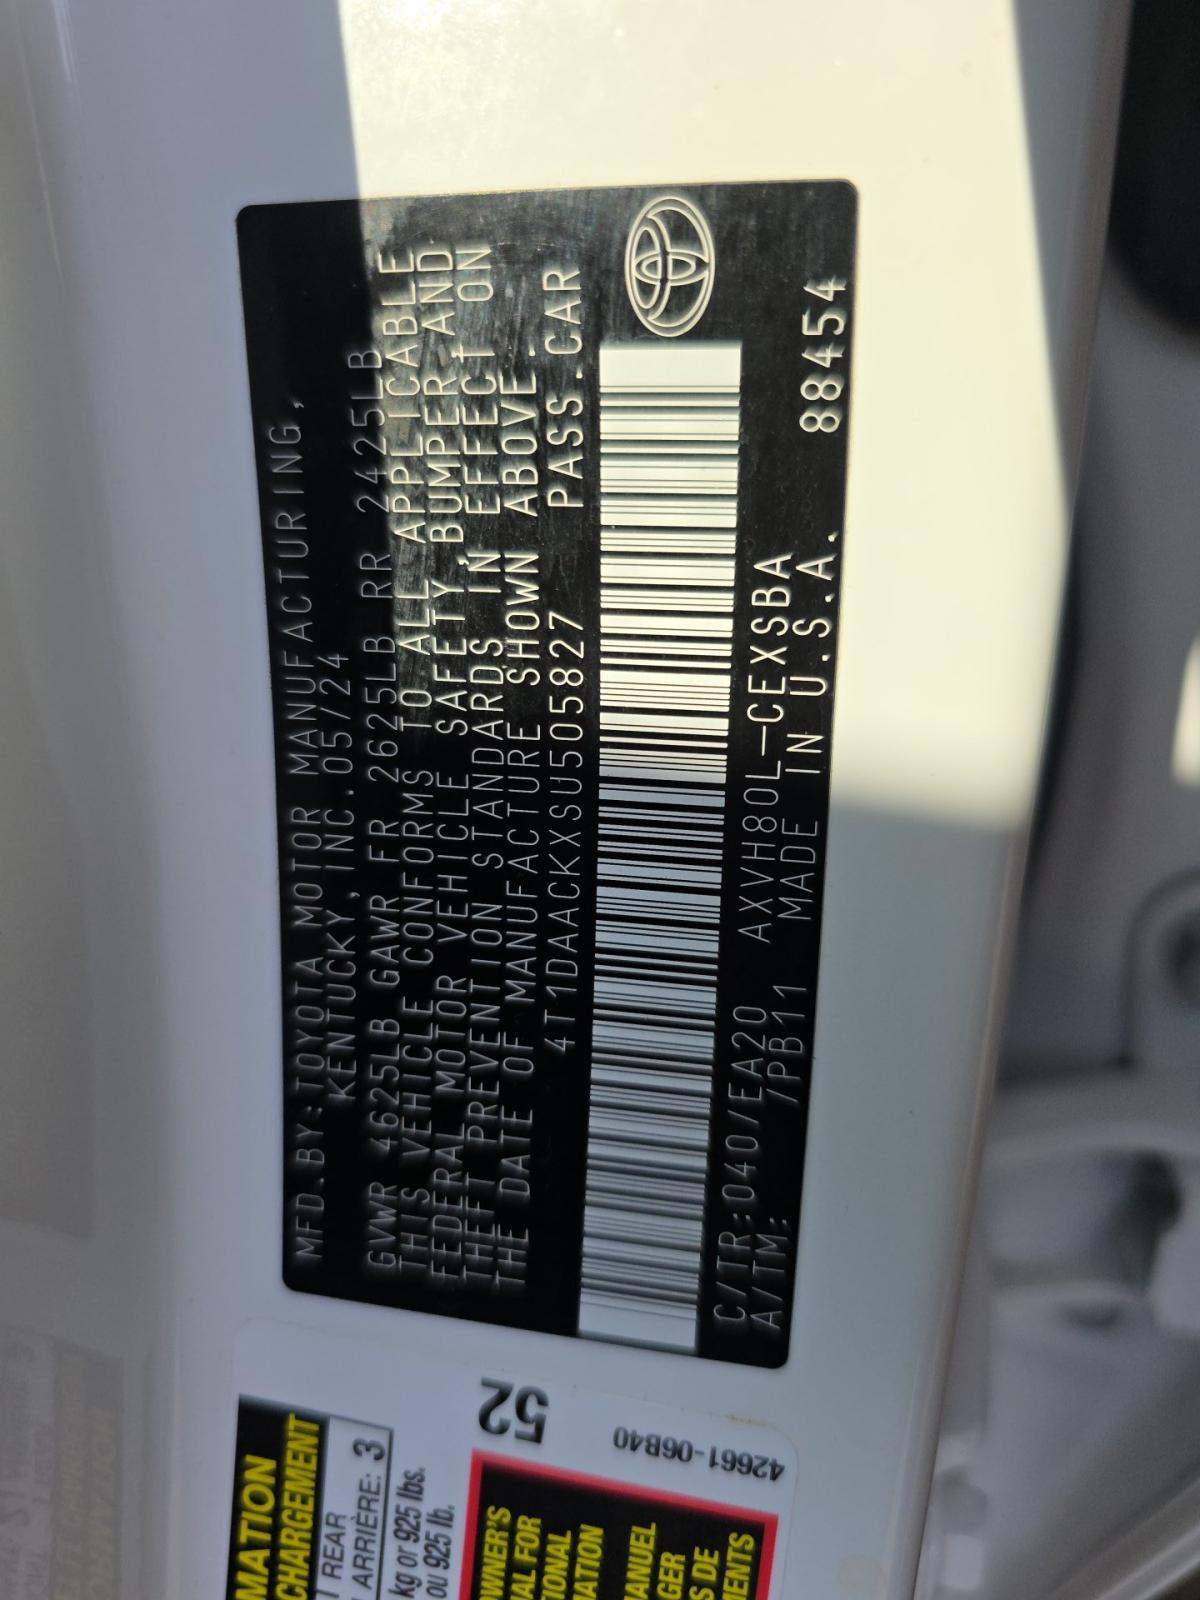 MFD.BY:TOYOTA MOTOR MANUFACTURING,
KENTUCKY, INC.05/24
GVWR 4625LB GAWR FR 2625LB RR 2425LB
THIS VEHICLE CONFORMS TO ALL APPLICABLE
FEDERAL MOTOR VEHICLE SAFETY,BUMPER,AND
THEFT PREVENTION STANDARDS IN EFFECT ON
THE DATE OF MANUFACTURE SHOWN ABOVE.
4T1DAACKXSU505827 PASS.CAR
C/TR:040/EA20 AXVH80L—CEXSBA
A/TM: /PB11 MADE IN U.S.A. 88454
MATION
CHARGEMENT
REAR
ARRIÈRE: 3
kg or 925 lbs.
ou 925 lb.
52
42661-06B40
OWNER'S
AL FOR
TIONAL
MATION
MANUEL
GER
S DE
MENTS